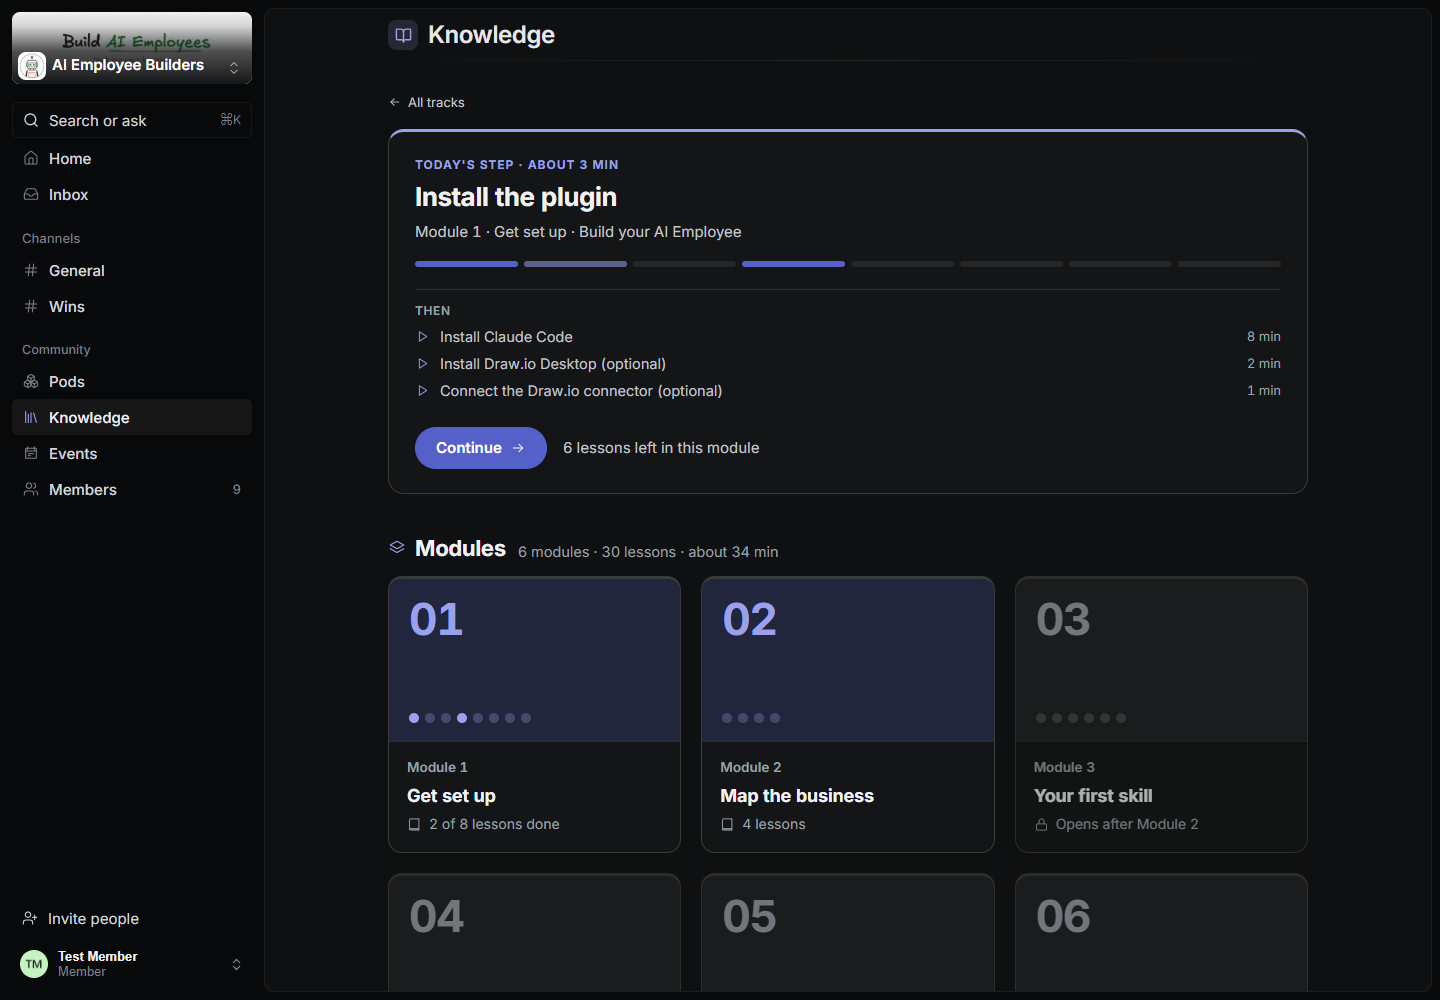 Build AI Employees
AI Employee Builders
Search or ask
⌘K
Home
Inbox
Channels
General
Wins
Community
Pods
Knowledge
Events
Members
9
Invite people
TM
Test Member
Member
Knowledge
All tracks
TODAY'S STEP · ABOUT 3 MIN
Install the plugin
Module 1 · Get set up · Build your AI Employee
THEN
Install Claude Code
8 min
Install Draw.io Desktop (optional)
2 min
Connect the Draw.io connector (optional)
1 min
Continue
6 lessons left in this module
Modules
6 modules · 30 lessons · about 34 min
01
Module 1
Get set up
2 of 8 lessons done
02
Module 2
Map the business
4 lessons
03
Module 3
Your first skill
Opens after Module 2
04
05
06